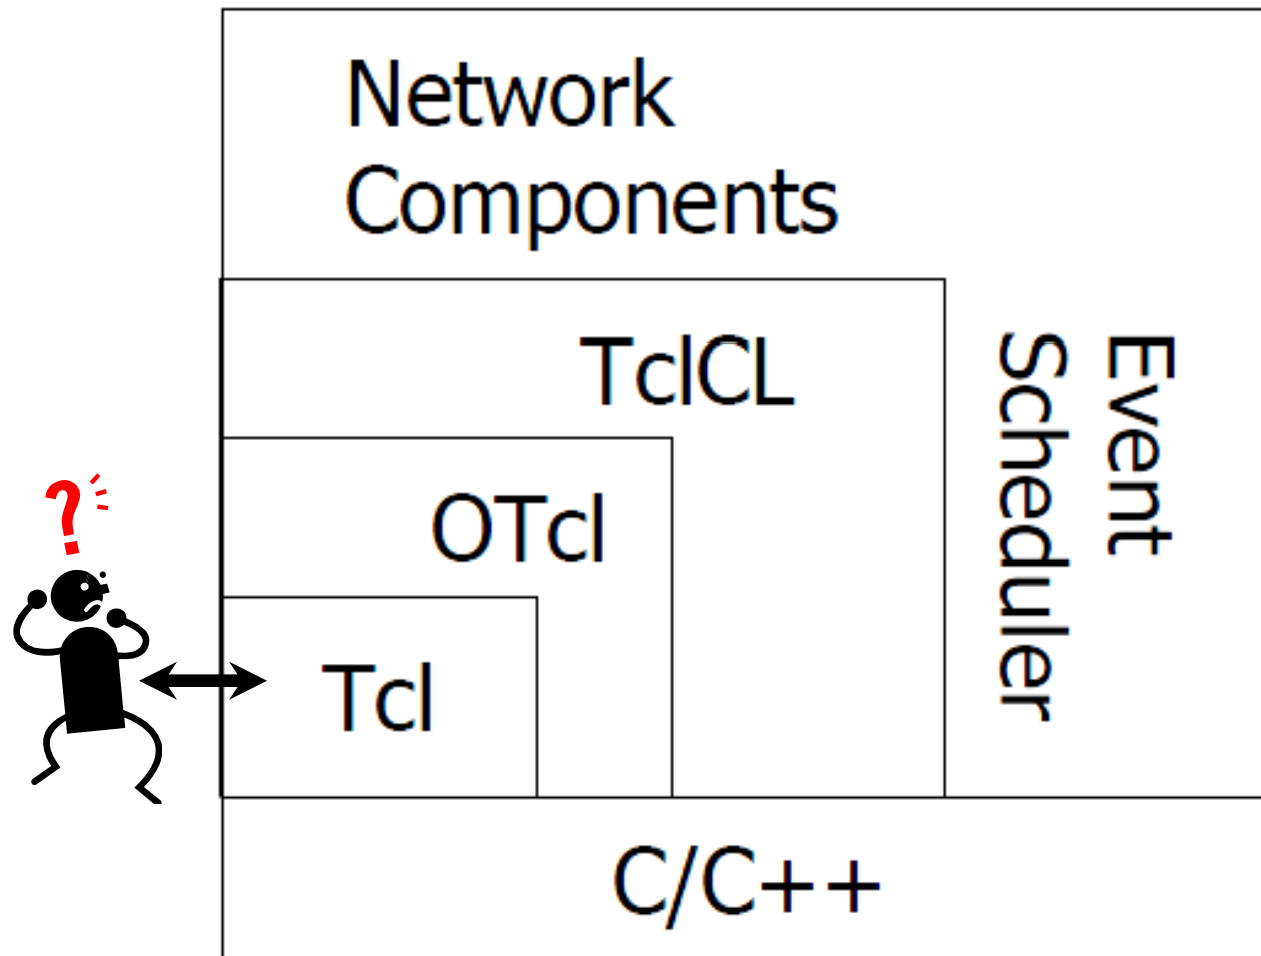 Network
Components
TclCL
Event
Scheduler
?
OTcl
Tcl
C/C++